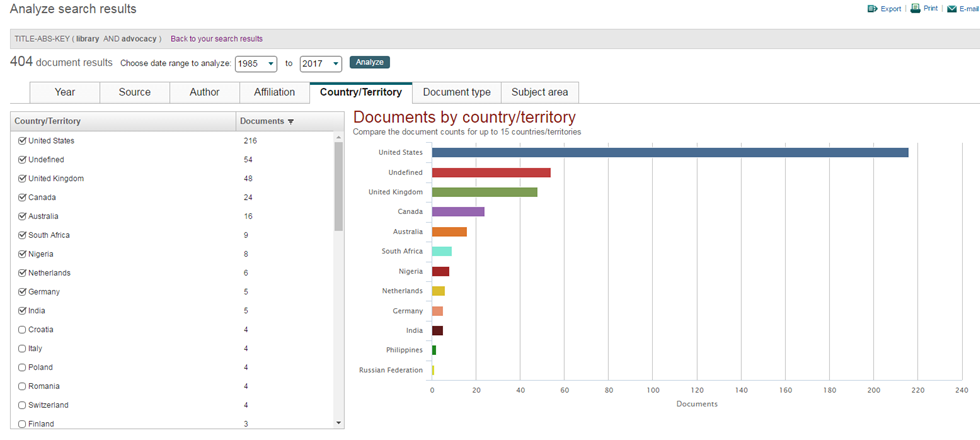 Analyze search results
Export | Print | E-mail
TITLE-ABS-KEY ( library AND advocacy ) Back to your search results
404 document results Choose date range to analyze: 1985 to 2017 Analyze
Year Source Author Affiliation Country/Territory Document type Subject area
Country/Territory Documents
United States 216
Undefined 54
United Kingdom 48
Canada 24
Australia 16
South Africa 9
Nigeria 8
Netherlands 6
Germany 5
India 5
Croatia 4
Italy 4
Poland 4
Romania 4
Switzerland 4
Finland 3
Documents by country/territory
Compare the document counts for up to 15 countries/territories
United States
Undefined
United Kingdom
Canada
Australia
South Africa
Nigeria
Netherlands
Germany
India
Philippines
Russian Federation
0 20 40 60 80 100 120 140 160 180 200 220 240
Documents